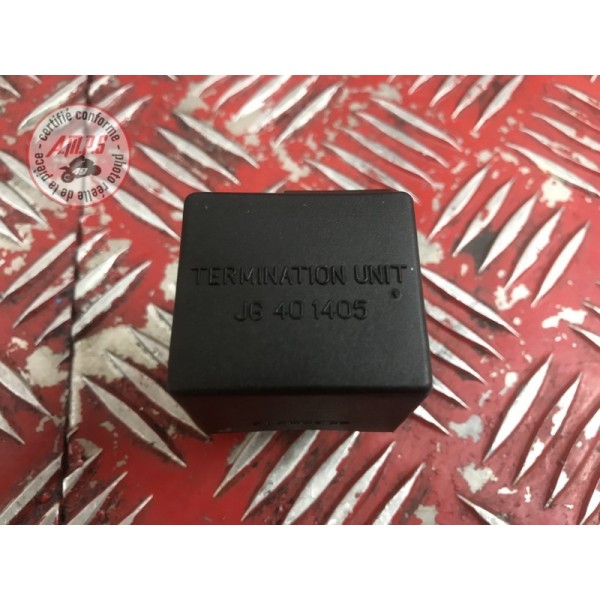 - certifié conforme -
AMPS
photo réelle de la pièce
TERMINATION UNIT
JG 40 1405